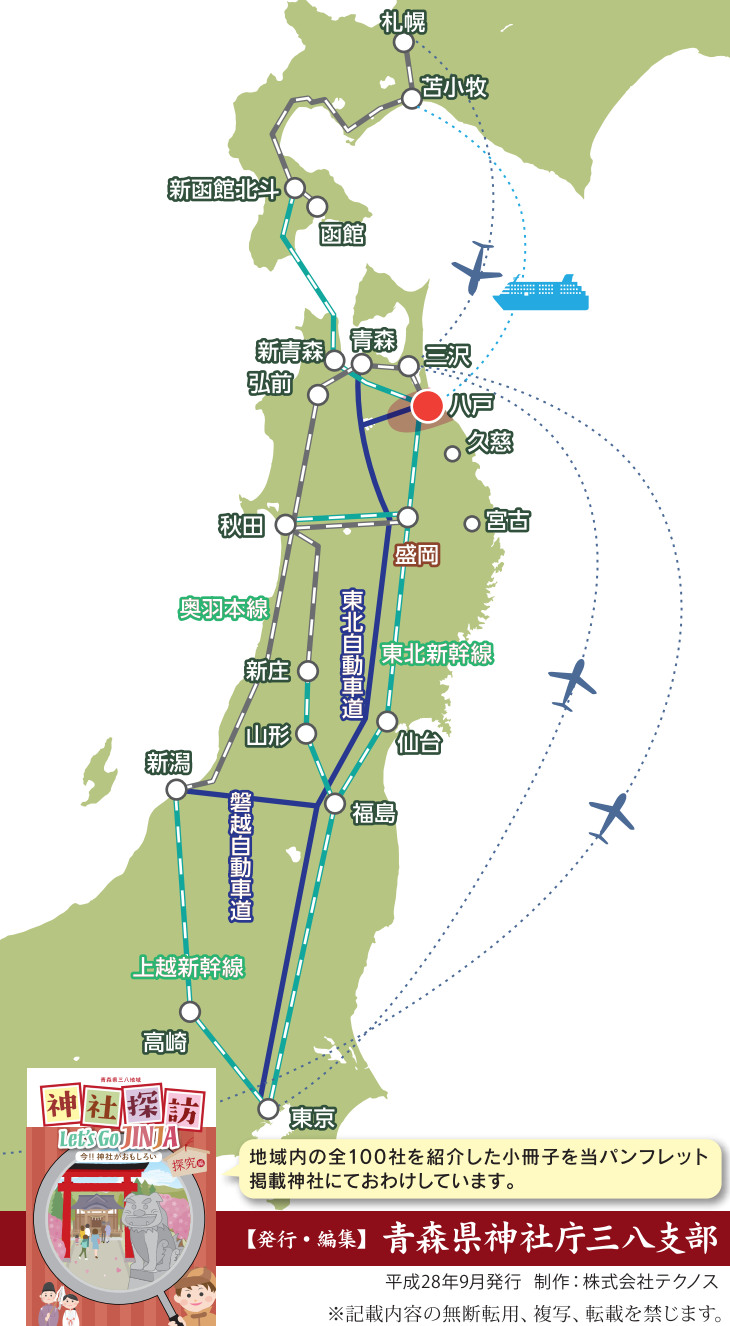 札幌
苫小牧
新函館北斗
函館
新青森
青森
三沢
弘前
八戸
久慈
秋田
宮古
盛岡
奥羽本線
東北自動車道
東北新幹線
新庄
山形
仙台
新潟
福島
磐越自動車道
上越新幹線
高崎
東京
青森県三八地域
神社探訪
Let's Go JINJA
今!! 神社がおもしろい
探究編
地域内の全100社を紹介した小冊子を当パンフレット
掲載神社にておわけしています。
【発行・編集】青森県神社庁三八支部
平成28年9月発行 制作：株式会社テクノス
※記載内容の無断転用、複写、転載を禁じます。